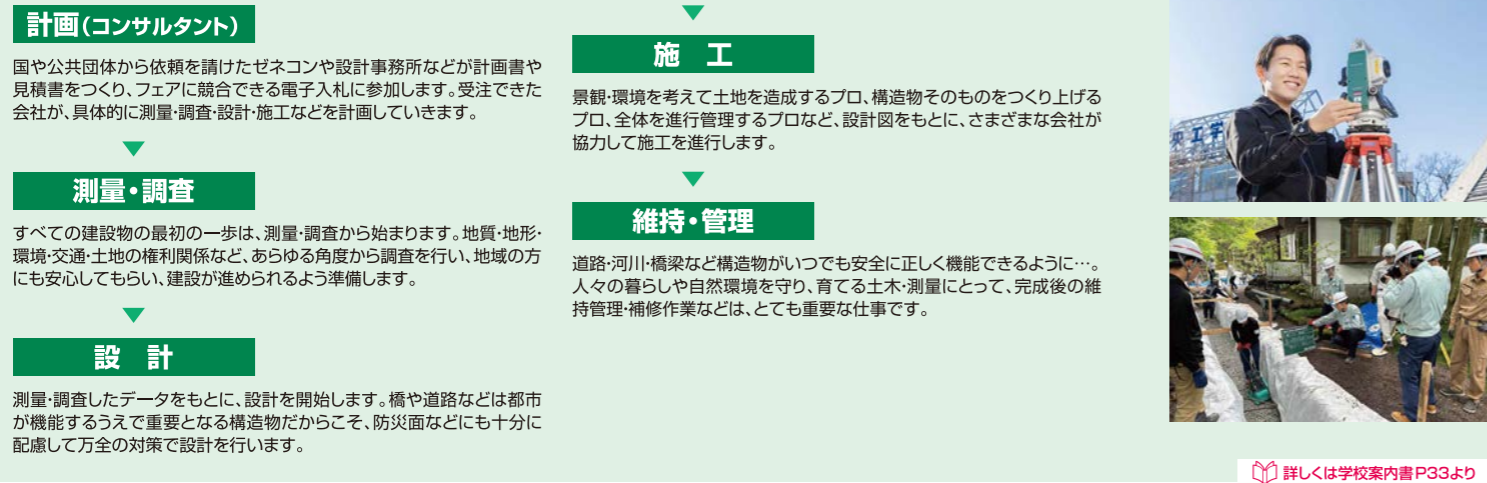 計画(コンサルタント)
国や公共団体から依頼を請けたゼネコンや設計事務所などが計画書や
見積書をつくり、フェアに競合できる電子入札に参加します。受注できた
会社が、具体的に測量・調査・設計・施工などを計画していきます。
測量・調査
すべての建設物の最初の一歩は、測量・調査から始まります。地質・地形・
環境・交通・土地の権利関係など、あらゆる角度から調査を行い、地域の方
にも安心してもらい、建設が進められるよう準備します。
設 計
測量・調査したデータをもとに、設計を開始します。橋や道路などは都市
が機能するうえで重要となる構造物だからこそ、防災面などにも十分に
配慮して万全の対策で設計を行います。
施 工
景観・環境を考えて土地を造成するプロ、構造物そのものをつくり上げる
プロ、全体を進行管理するプロなど、設計図をもとに、さまざまな会社が
協力して施工を進行します。
維持・管理
道路・河川・橋梁など構造物がいつでも安全に正しく機能できるように…。
人々の暮らしや自然環境を守り、育てる土木・測量にとって、完成後の維
持管理・補修作業などは、とても重要な仕事です。
中工学
詳しくは学校案内書P33より